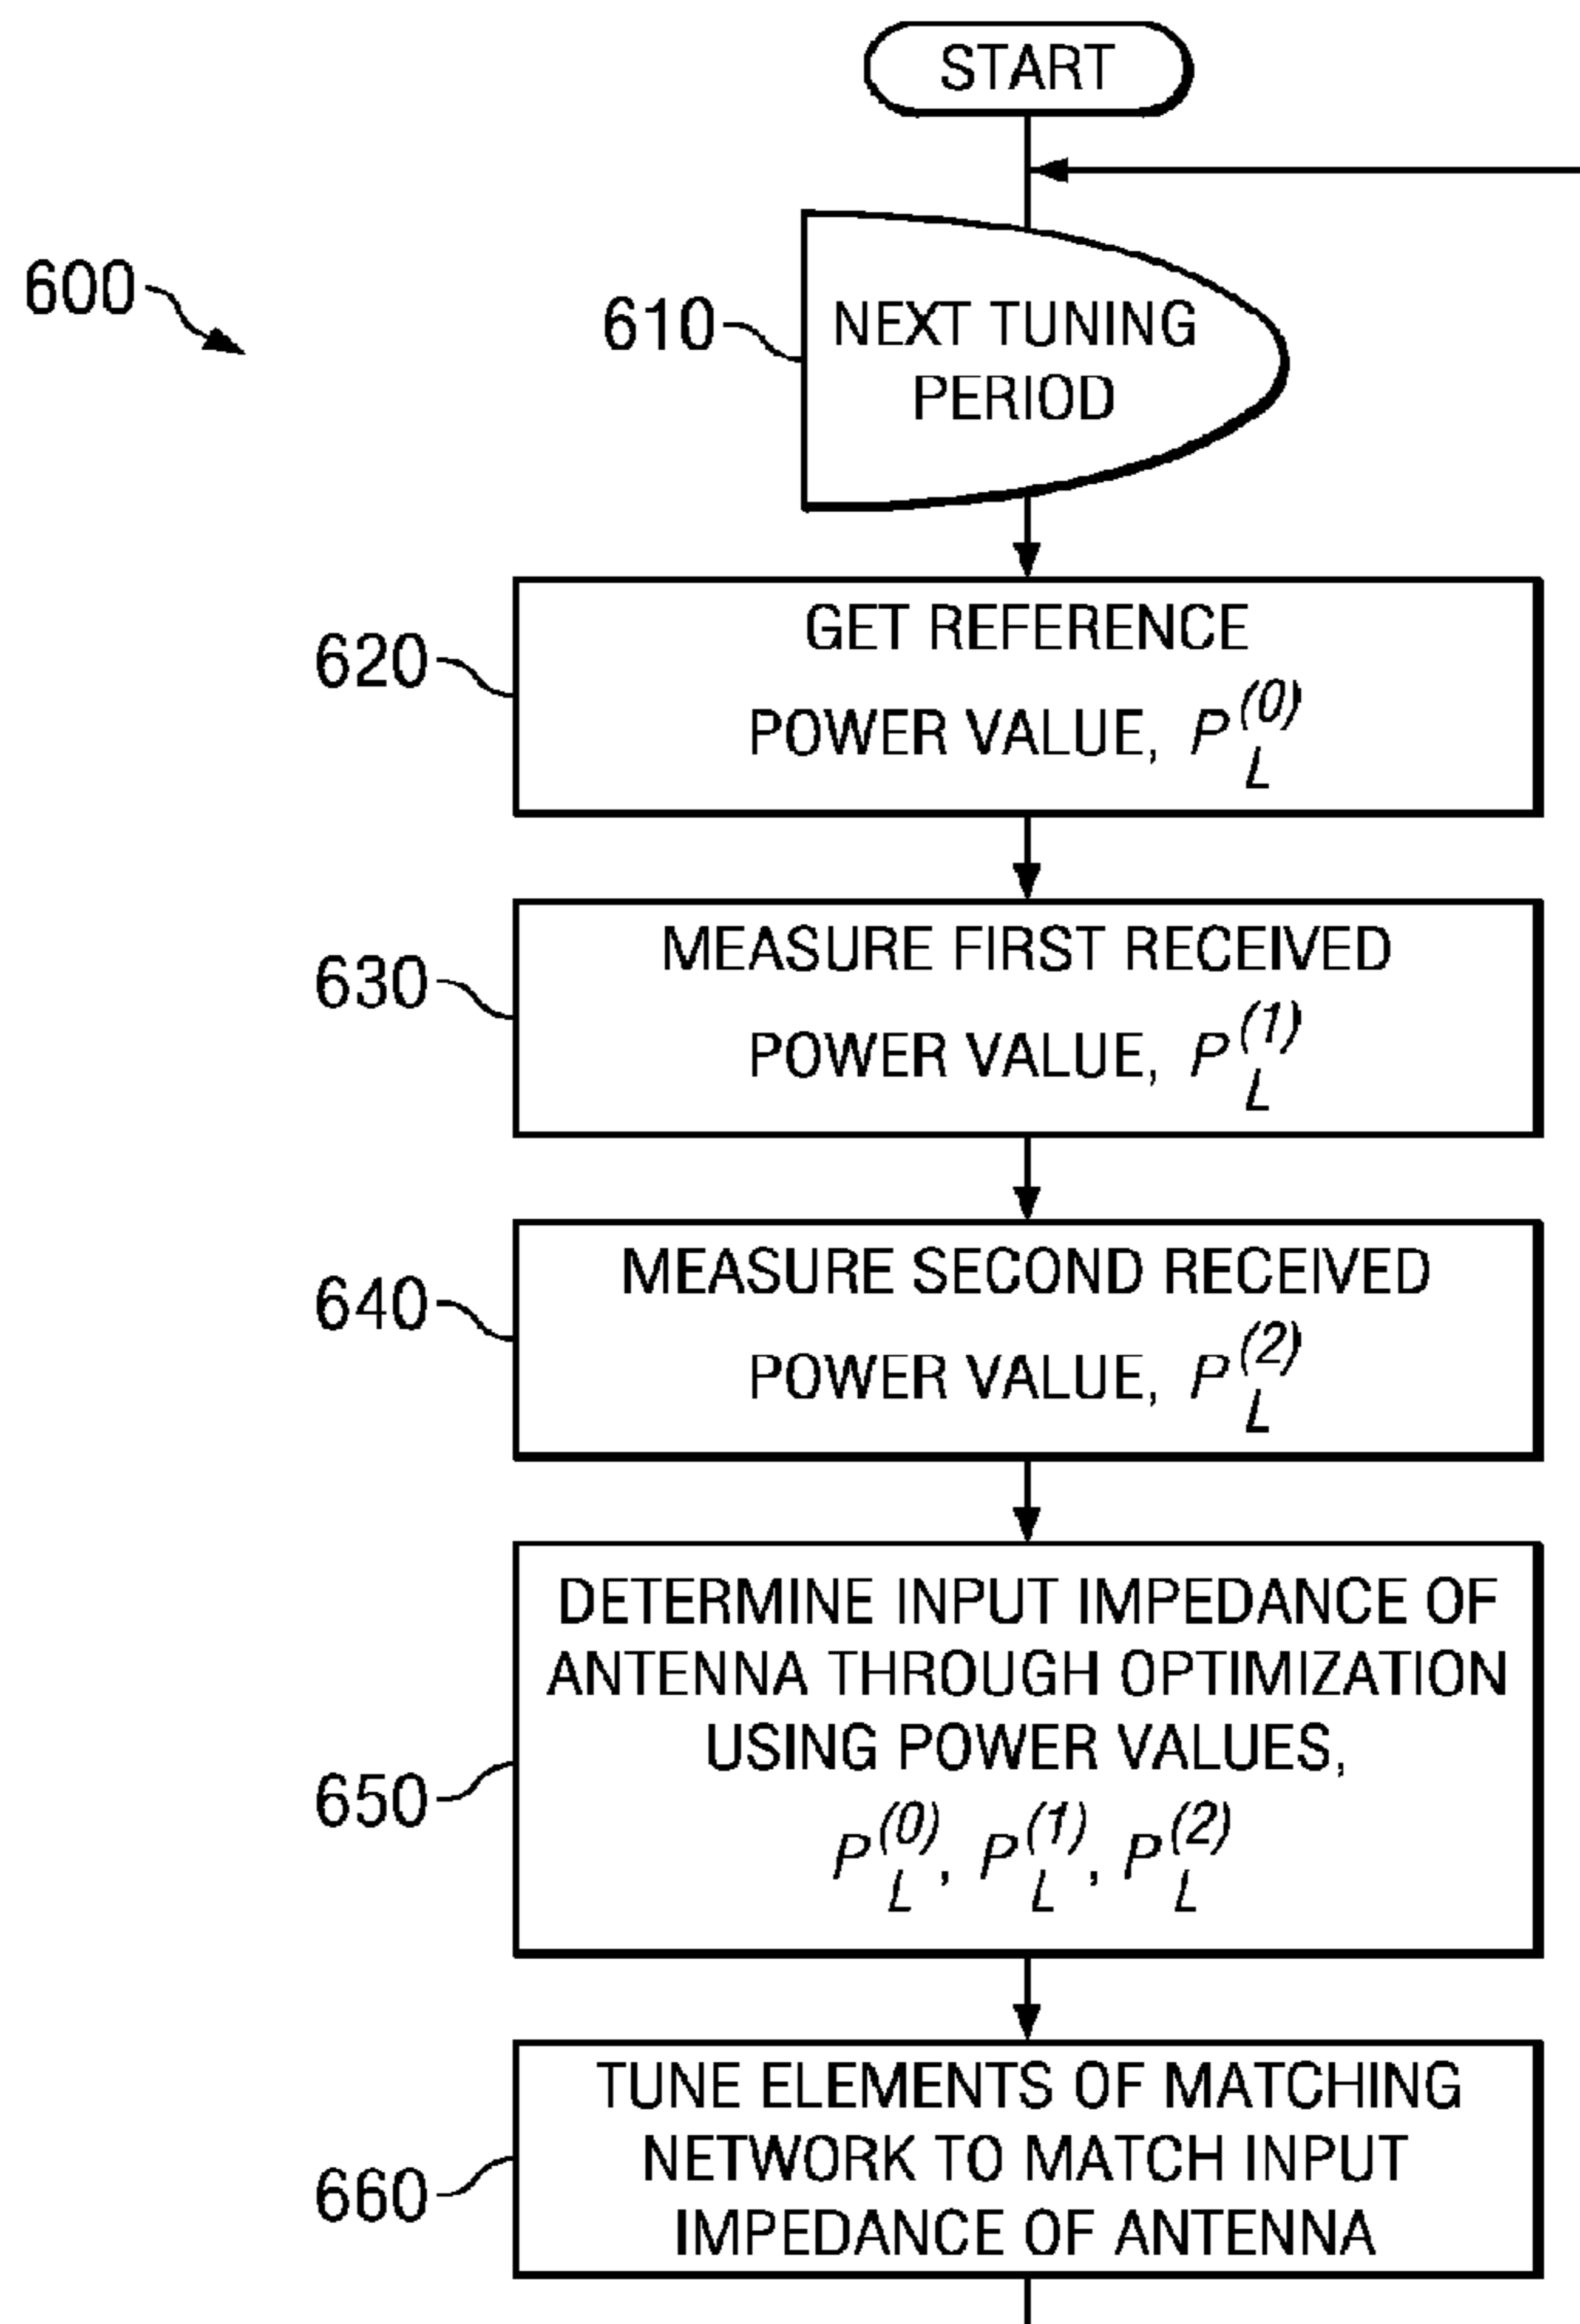 START
600
610
NEXT TUNING
PERIOD
620
GET REFERENCE
POWER VALUE, P_L^(0)
630
MEASURE FIRST RECEIVED
POWER VALUE, P_L^(1)
640
MEASURE SECOND RECEIVED
POWER VALUE, P_L^(2)
650
DETERMINE INPUT IMPEDANCE OF
ANTENNA THROUGH OPTIMIZATION
USING POWER VALUES,
P_L^(0), P_L^(1), P_L^(2)
660
TUNE ELEMENTS OF MATCHING
NETWORK TO MATCH INPUT
IMPEDANCE OF ANTENNA